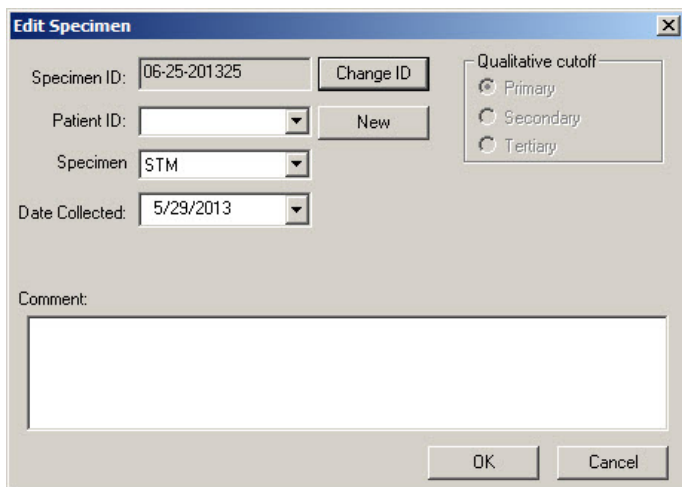 Edit Specimen
Specimen ID: 06-25-201325 Change ID
Patient ID: New
Specimen STM
Date Collected: 5/29/2013
Qualitative cutoff
Primary
Secondary
Tertiary
Comment:
OK Cancel